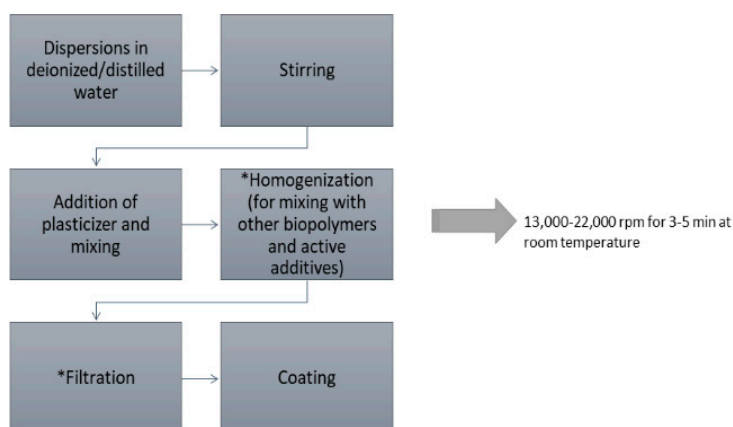 Dispersions in
deionized/distilled
water
Stirring
Addition of
plasticizer and
mixing
*Homogenization
(for mixing with
other biopolymers
and active
additives)
13,000-22,000 rpm for 3-5 min at
room temperature
*Filtration
Coating